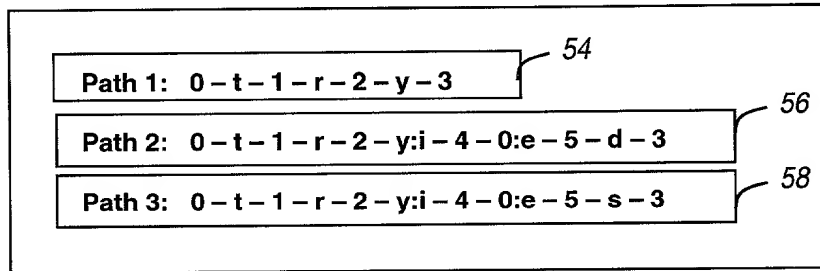 54
Path 1: 0 – t – 1 – r – 2 – y – 3
56
Path 2: 0 – t – 1 – r – 2 – y:i – 4 – 0:e – 5 – d – 3
58
Path 3: 0 – t – 1 – r – 2 – y:i – 4 – 0:e – 5 – s – 3